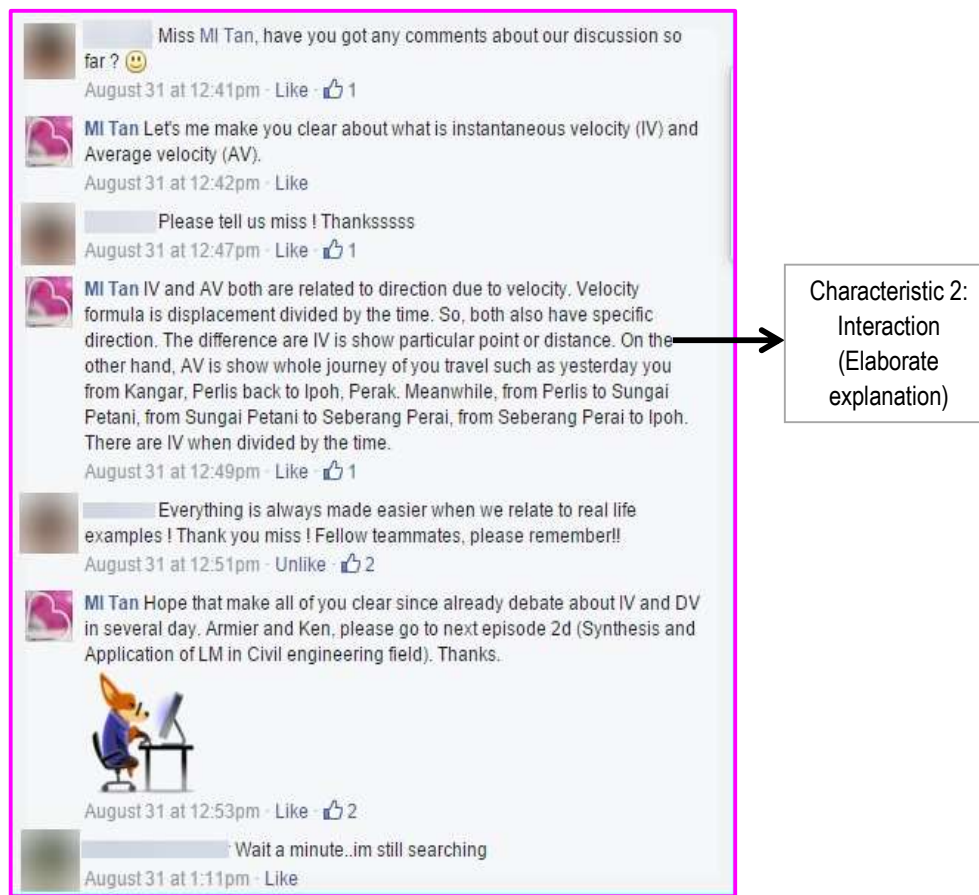 Miss MI Tan, have you got any comments about our discussion so
far ?
August 31 at 12:41pm · Like · 1
MI Tan Let's me make you clear about what is instantaneous velocity (IV) and
Average velocity (AV).
August 31 at 12:42pm · Like
Please tell us miss ! Thanksssss
August 31 at 12:47pm · Like · 1
MI Tan IV and AV both are related to direction due to velocity. Velocity
formula is displacement divided by the time. So, both also have specific
direction. The difference are IV is show particular point or distance. On the
other hand, AV is show whole journey of you travel such as yesterday you
from Kangar, Perlis back to Ipoh, Perak. Meanwhile, from Perlis to Sungai
Petani, from Sungai Petani to Seberang Perai, from Seberang Perai to Ipoh.
There are IV when divided by the time.
August 31 at 12:49pm · Like · 1
Everything is always made easier when we relate to real life
examples ! Thank you miss ! Fellow teammates, please remember!!
August 31 at 12:51pm · Unlike · 2
MI Tan Hope that make all of you clear since already debate about IV and DV
in several day. Armier and Ken, please go to next episode 2d (Synthesis and
Application of LM in Civil engineering field). Thanks.
August 31 at 12:53pm · Like · 2
Wait a minute..im still searching
August 31 at 1:11pm · Like
Characteristic 2:
Interaction
(Elaborate
explanation)